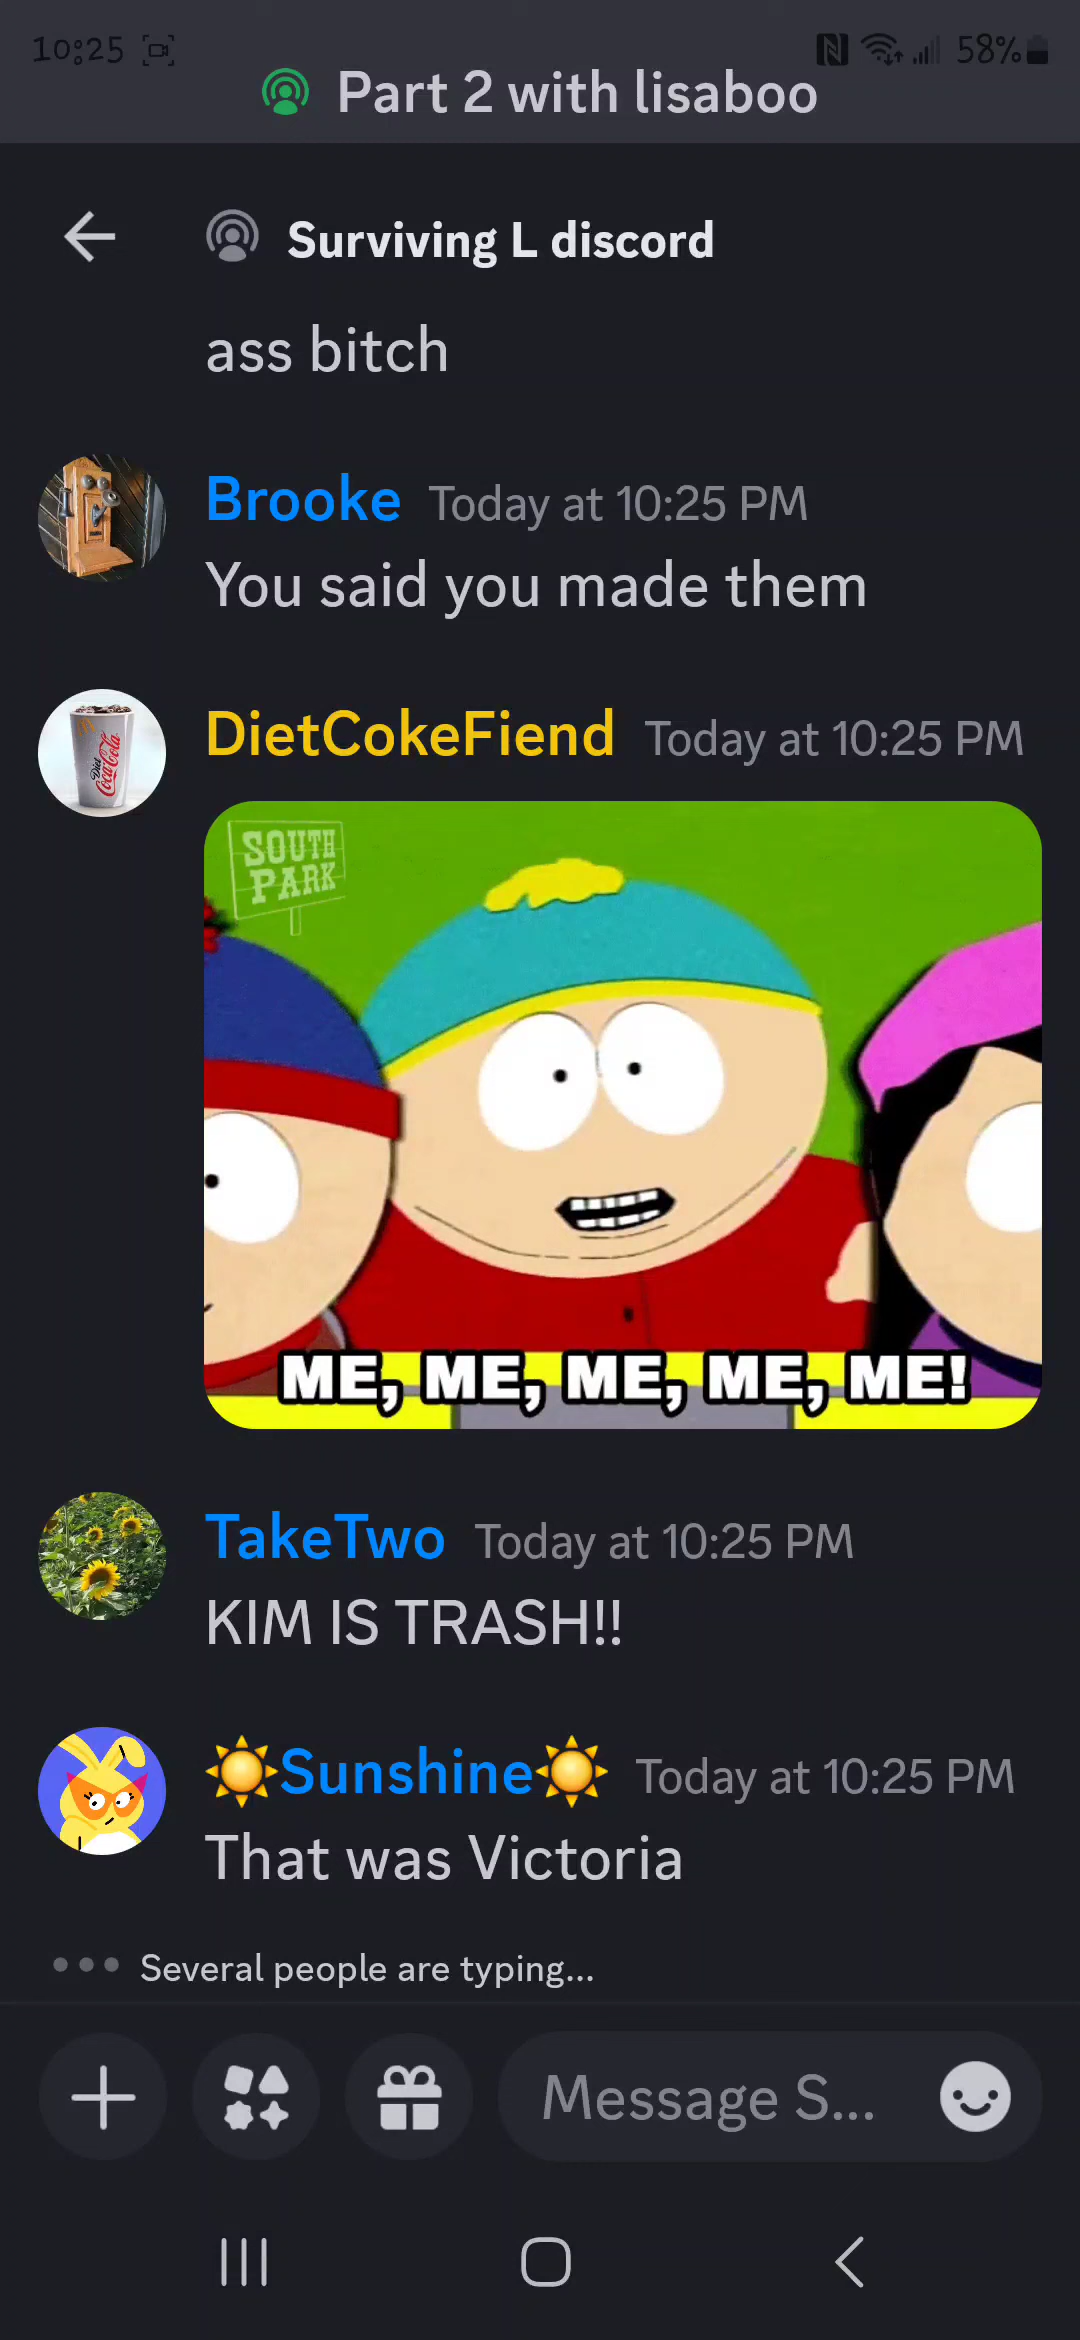 10:25
58%
Part 2 with lisaboo
Surviving L discord
ass bitch
Brooke Today at 10:25 PM
You said you made them
DietCokeFiend Today at 10:25 PM
Diet
Coca-Cola
SOUTH
PARK
ME, ME, ME, ME, ME!
TakeTwo Today at 10:25 PM
KIM IS TRASH!!
☀️Sunshine☀️ Today at 10:25 PM
That was Victoria
Several people are typing...
Message S...